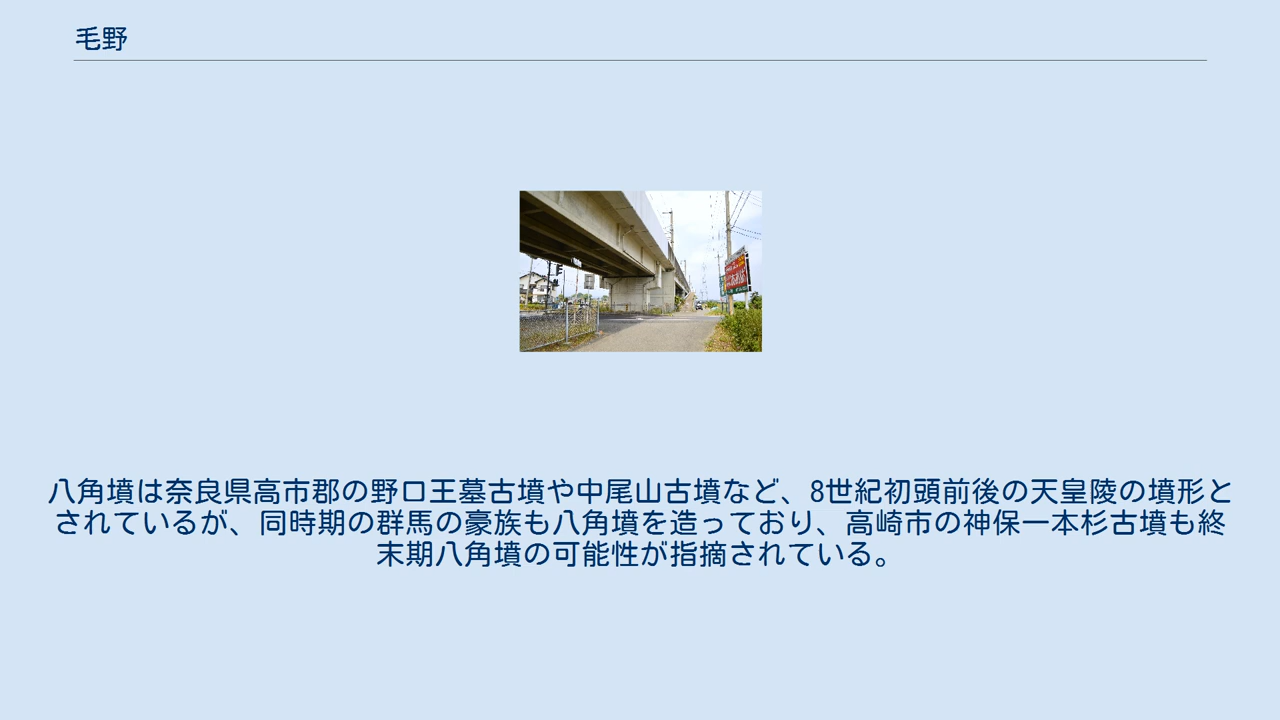 毛野
八角墳は奈良県高市郡の野口王墓古墳や中尾山古墳など、8世紀初頭前後の天皇陵の墳形と
されているが、同時期の群馬の豪族も八角墳を造っており、高崎市の神保一本杉古墳も終
末期八角墳の可能性が指摘されている。